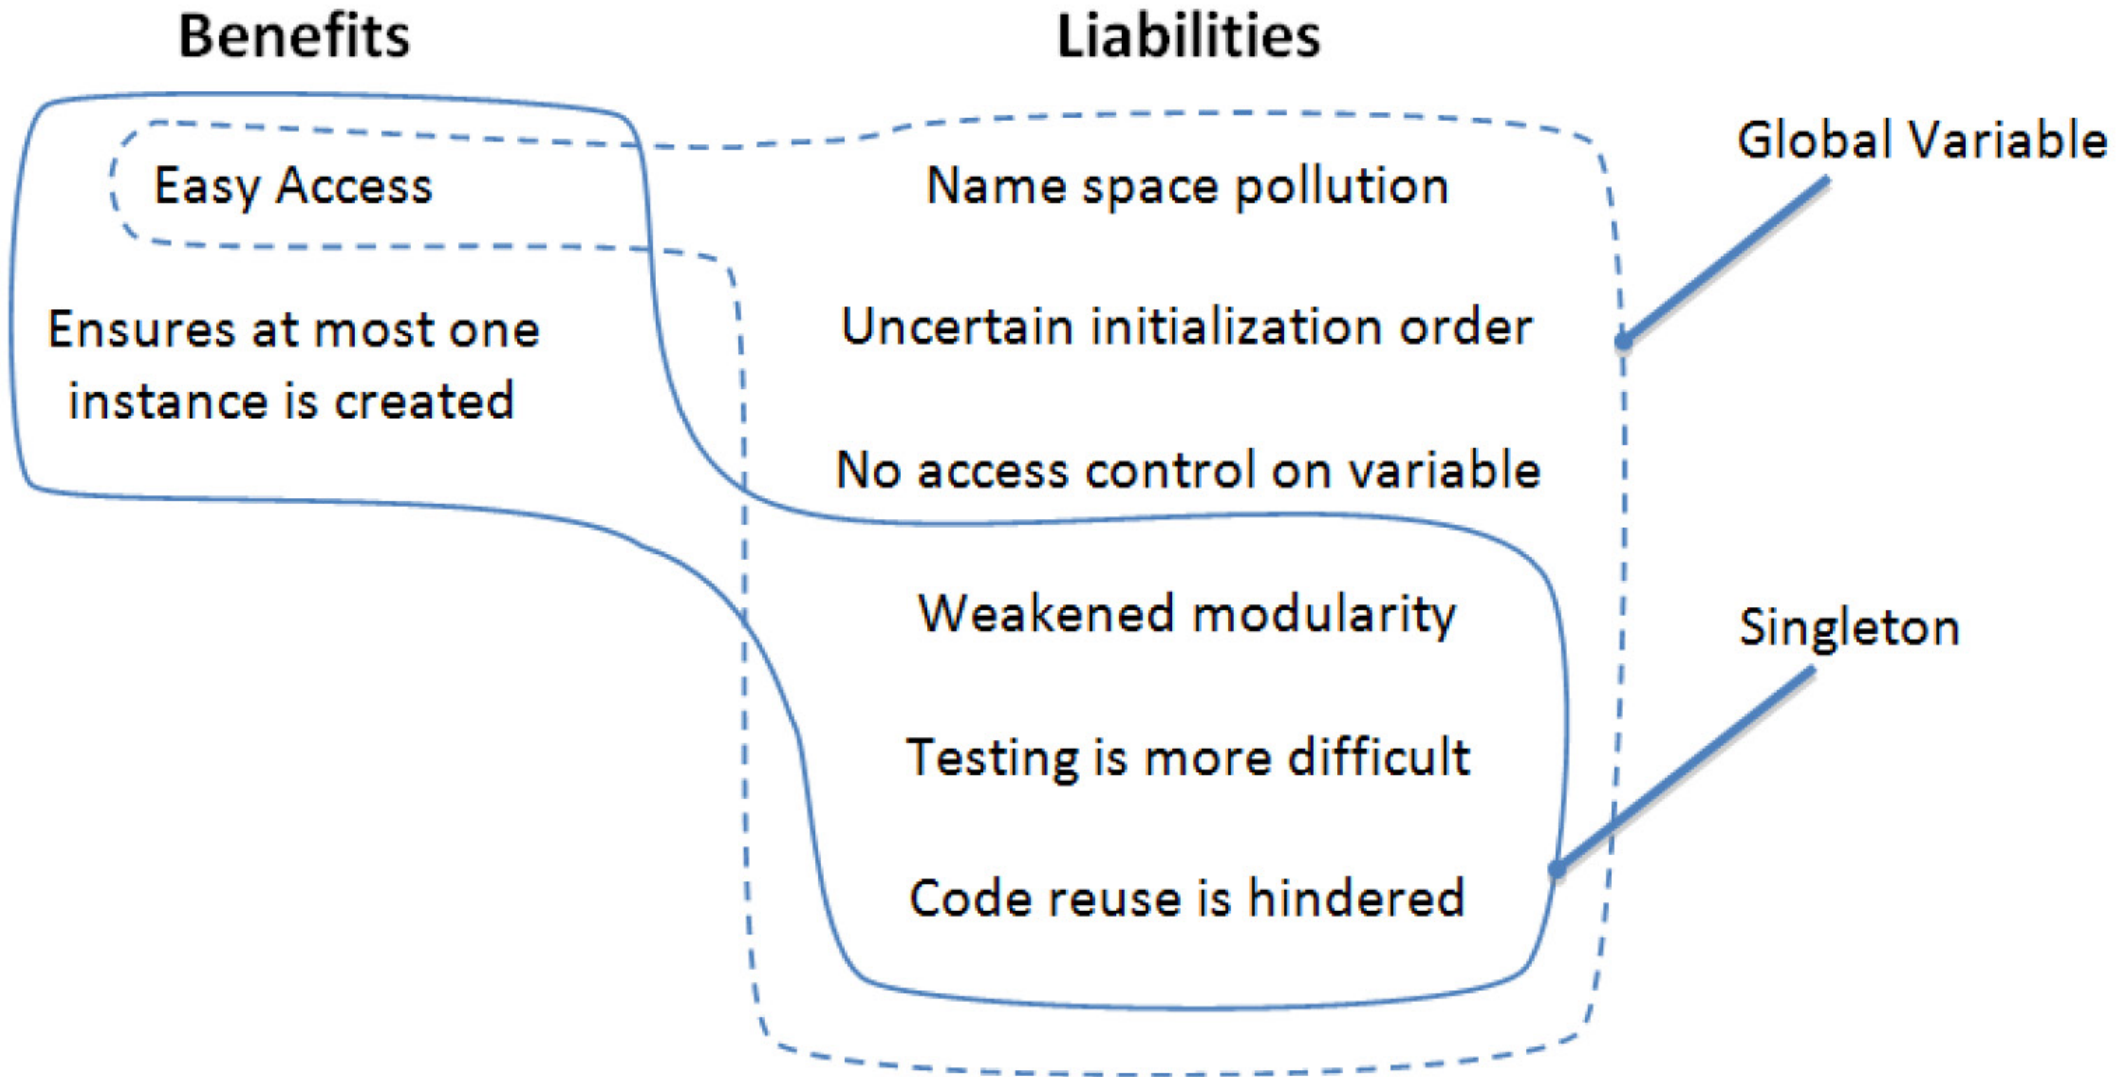 Benefits
Liabilities
Easy Access
Name space pollution
Global Variable
Ensures at most one
instance is created
Uncertain initialization order
No access control on variable
Weakened modularity
Singleton
Testing is more difficult
Code reuse is hindered